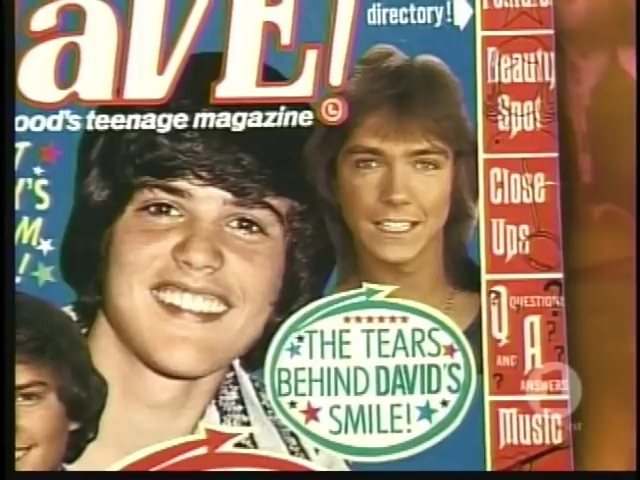 aVE!
directory!
ood's teenage magazine
Beauty
Spot
Close
Ups
T
Y'S
M
!
THE TEARS
BEHIND DAVID'S
SMILE!
Q QUESTIONS
AND A
ANSWERS
Music